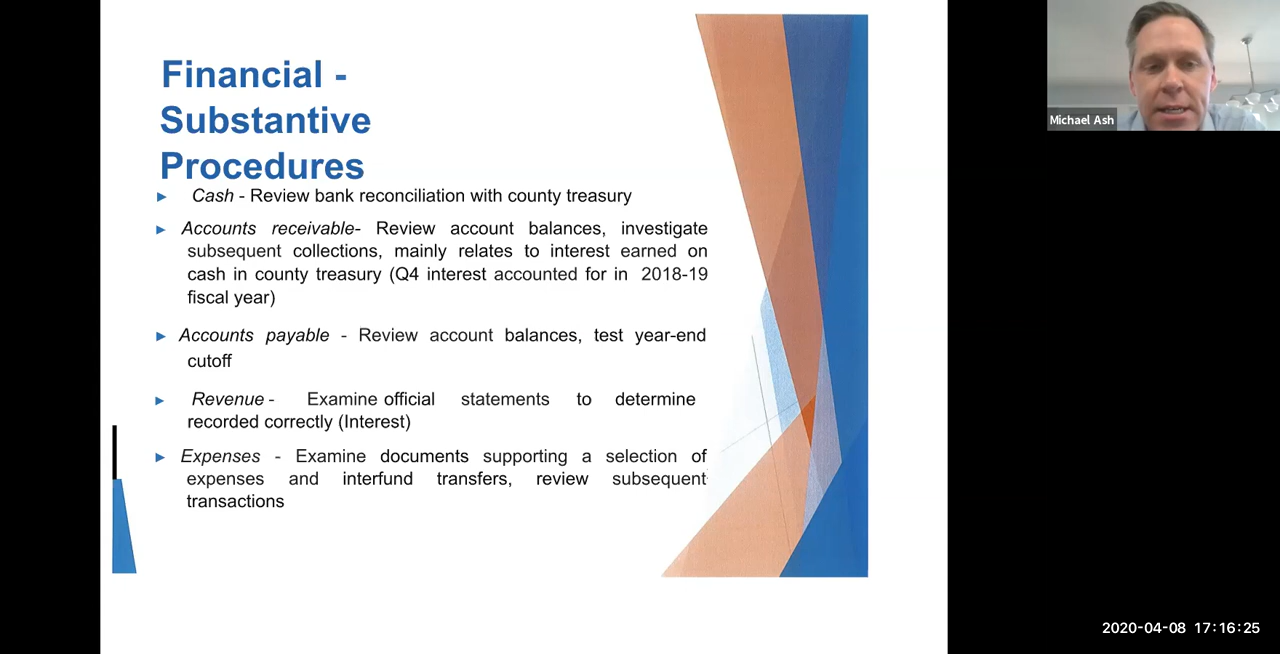 Financial -
Substantive
Procedures
► Cash - Review bank reconciliation with county treasury
► Accounts receivable- Review account balances, investigate
subsequent collections, mainly relates to interest earned on
cash in county treasury (Q4 interest accounted for in 2018-19
fiscal year)
► Accounts payable - Review account balances, test year-end
cutoff
► Revenue - Examine official statements to determine
recorded correctly (Interest)
► Expenses - Examine documents supporting a selection of
expenses and interfund transfers, review subsequent
transactions
Michael Ash
2020-04-08 17:16:25